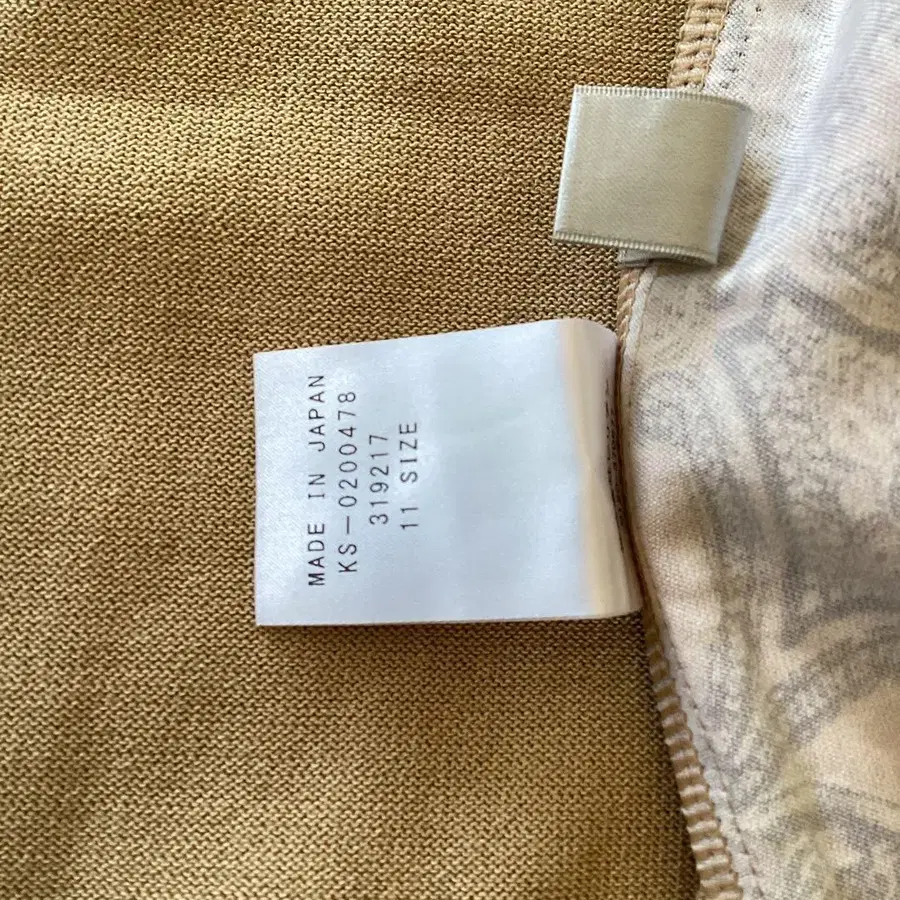 MADE IN JAPAN
KS-0200478
319217
11 SIZE